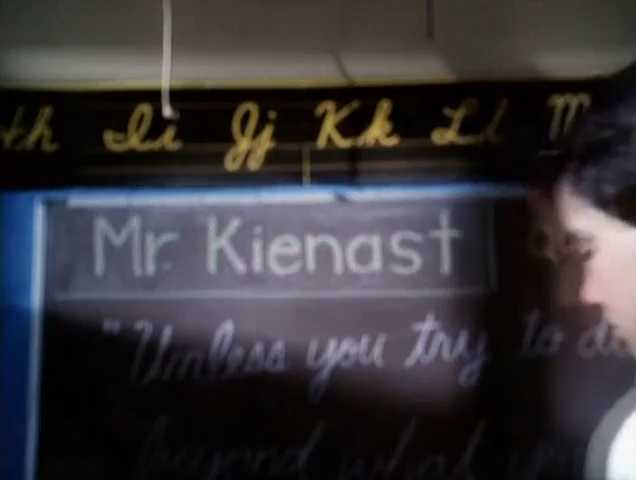 h Ii Jj Kk Ll M
Mr. Kienast
"Unless you try to d
beyond what y